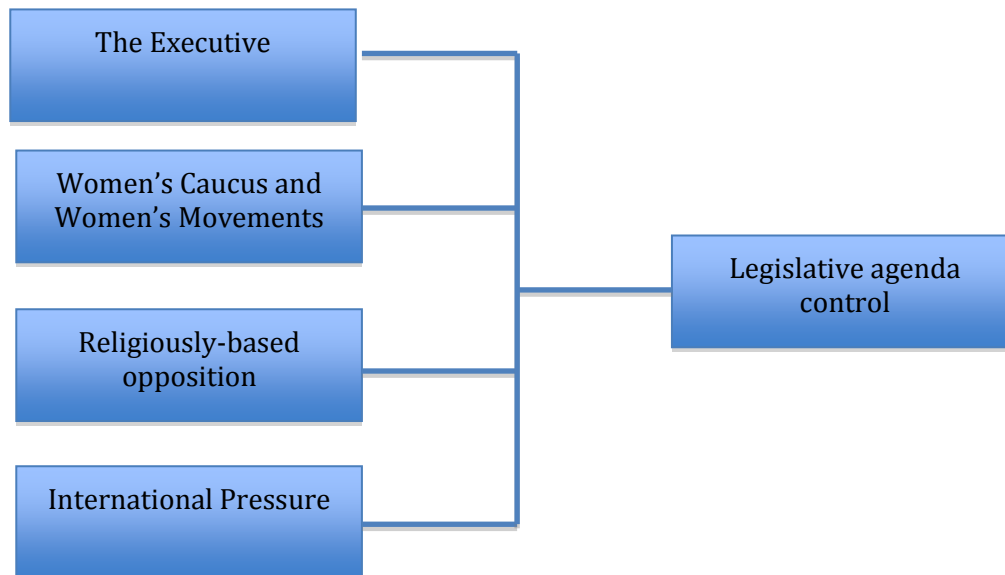 The Executive
Women’s Caucus and
Women’s Movements
Religiously-based
opposition
International Pressure
Legislative agenda
control